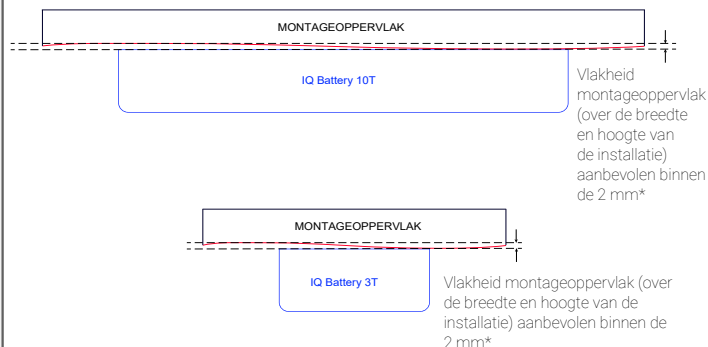 MONTAGEOPPERVLAK
IQ Battery 10T
Vlakheid
montageoppervlak
(over de breedte
en hoogte van
de installatie)
aanbevolen binnen
de 2 mm*
MONTAGEOPPERVLAK
IQ Battery 3T
Vlakheid montageoppervlak (over
de breedte en hoogte van de
installatie) aanbevolen binnen de
2 mm*